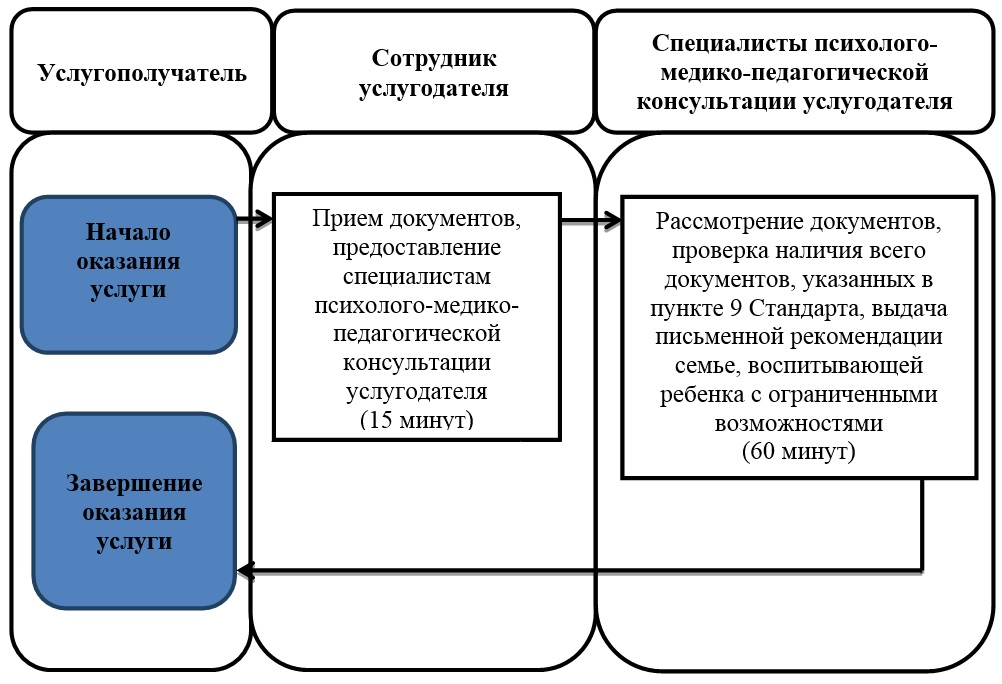 Услугополучатель
Сотрудник
услугодателя
Специалисты психолого-
медико-педагогической
консультации услугодателя
Начало
оказания
услуги
Прием документов,
предоставление
специалистам
психолого-медико-
педагогической
консультации
услугодателя
(15 минут)
Рассмотрение документов,
проверка наличия всего
документов, указанных в
пункте 9 Стандарта, выдача
письменной рекомендации
семье, воспитывающей
ребенка с ограниченными
возможностями
(60 минут)
Завершение
оказания
услуги